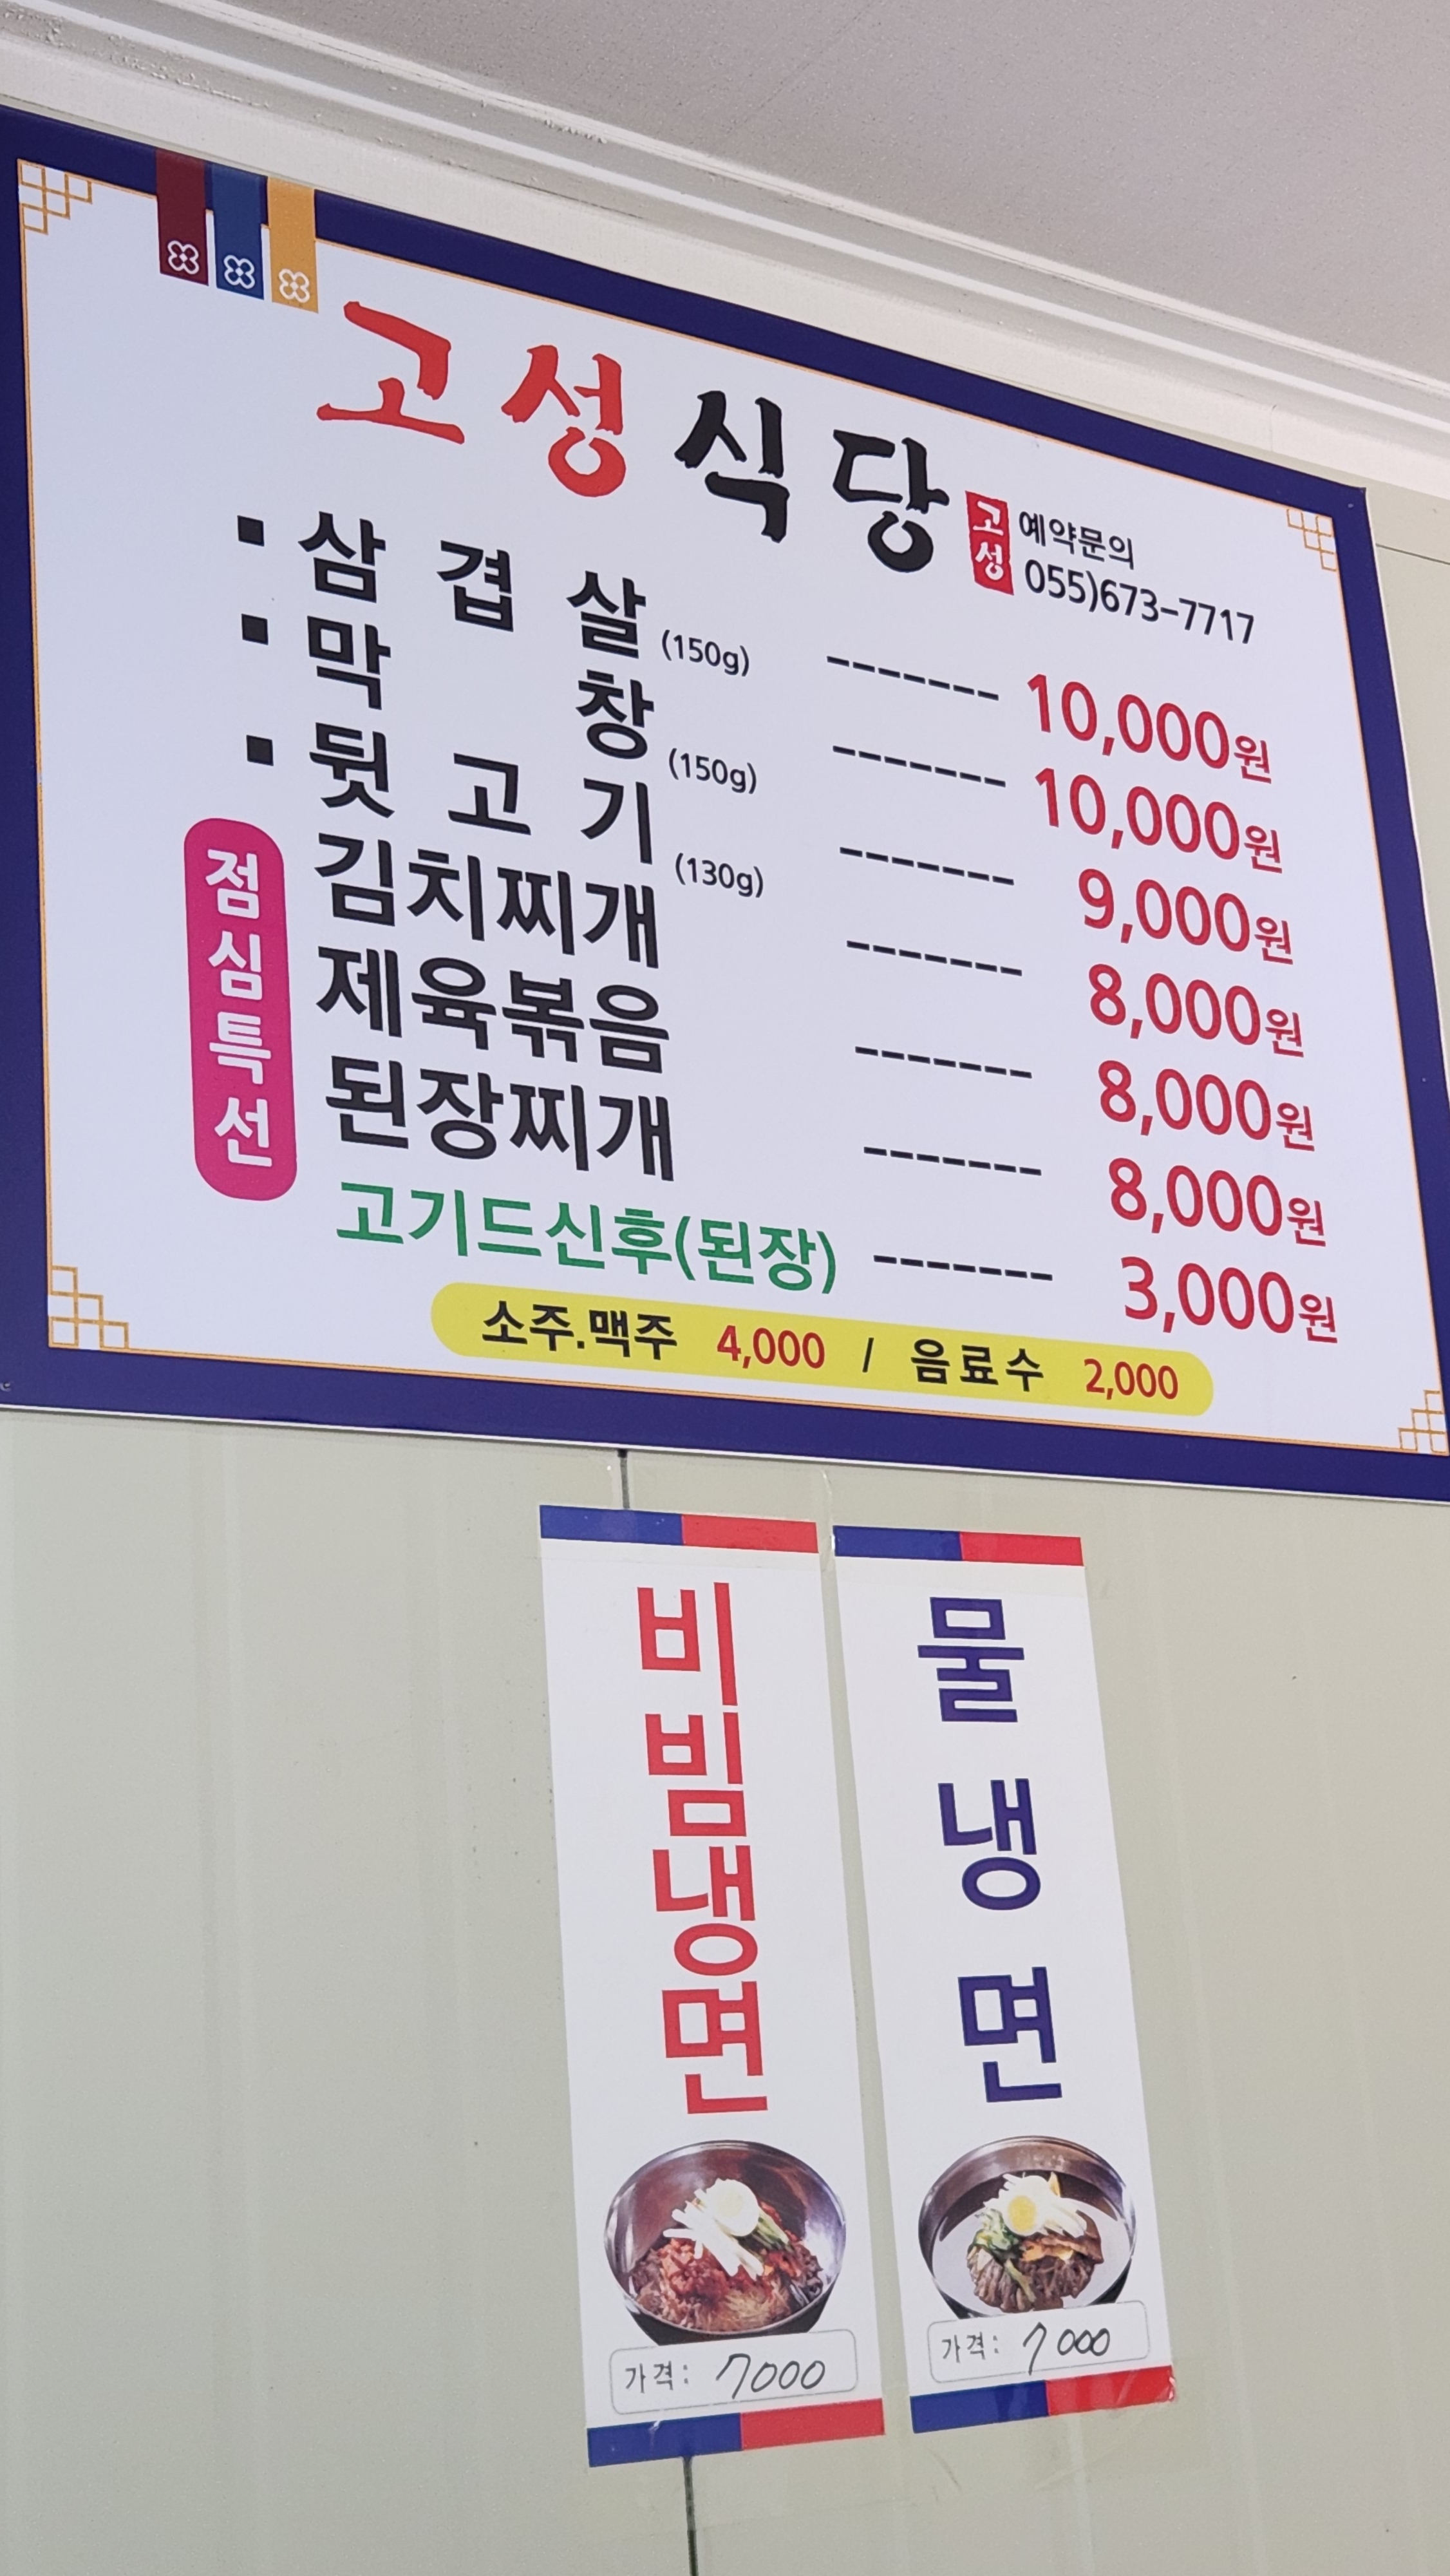 고성식당
고성
예약문의
055)673-7717
▪ 삼겹살 (150g) ------- 10,000원
▪ 막창 (150g) ------- 10,000원
▪ 뒷고기 (130g) ------- 9,000원
점심특선
김치찌개 ------- 8,000원
제육볶음 ------- 8,000원
된장찌개 ------- 8,000원
고기드신후(된장) ------- 3,000원
소주.맥주 4,000 / 음료수 2,000
비빔냉면
가격: 7000
물냉면
가격: 7000